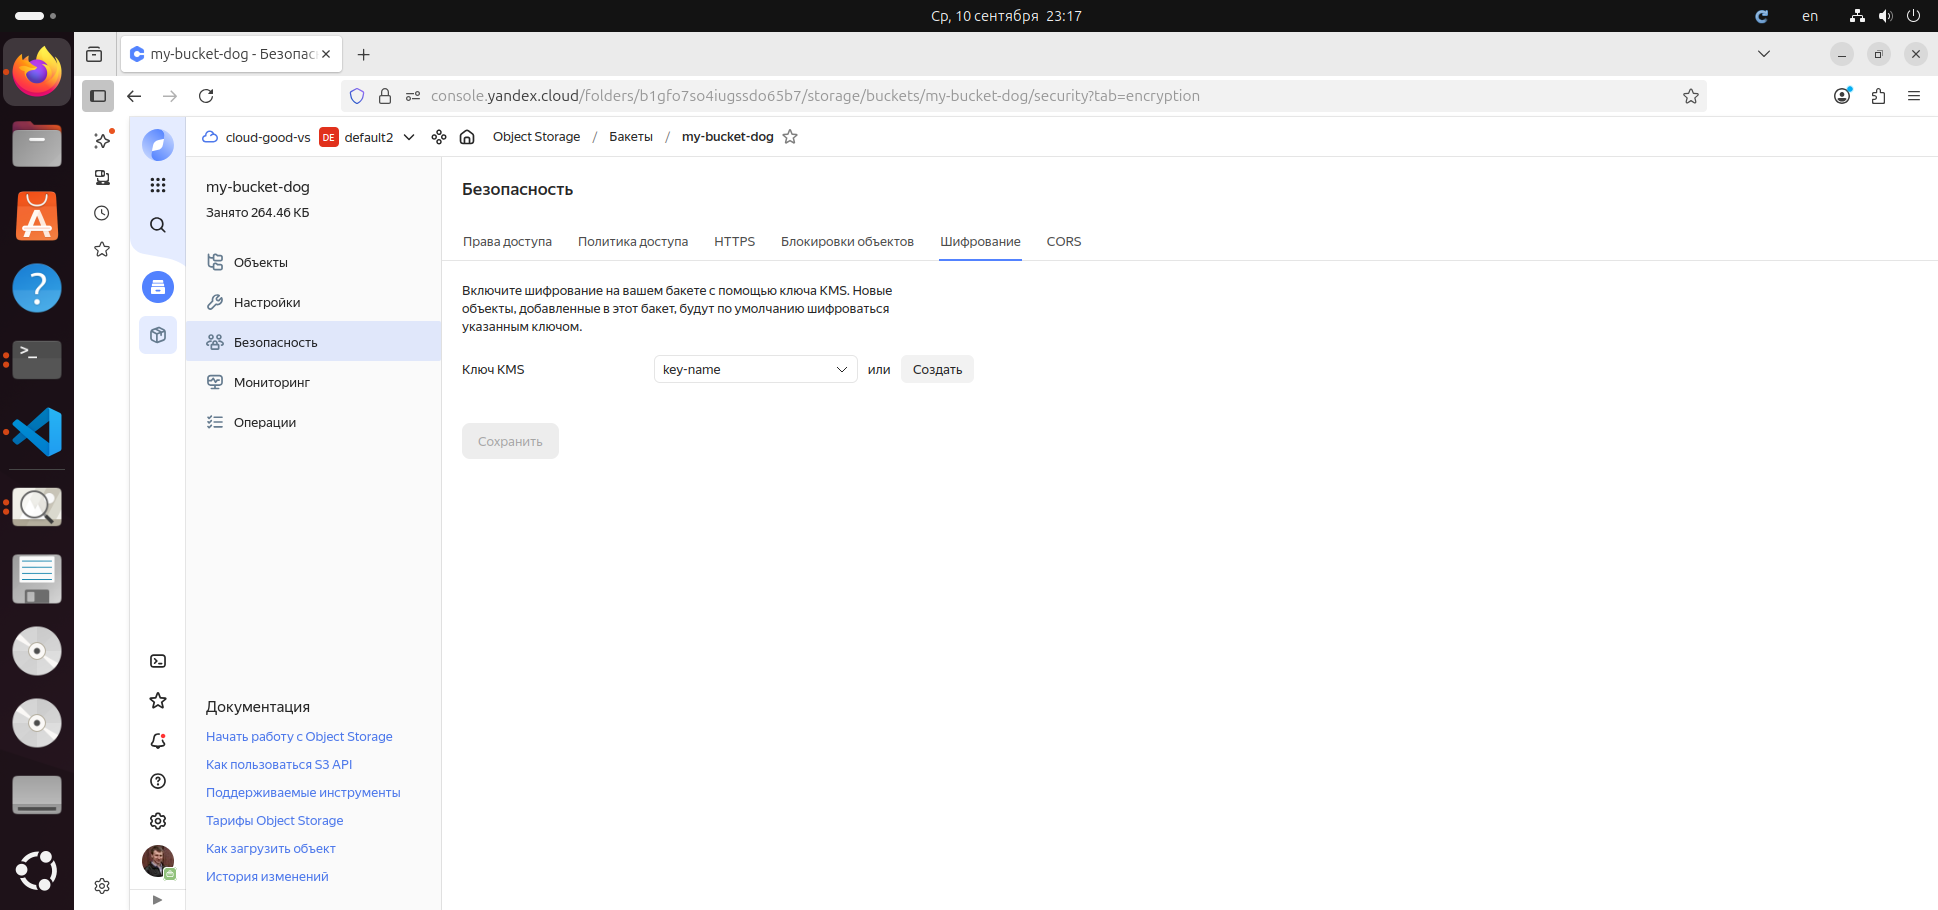 Ср, 10 сентября 23:17
en
my-bucket-dog - Безопас
console.yandex.cloud/folders/b1gfo7so4iugssdo65b7/storage/buckets/my-bucket-dog/security?tab=encryption
cloud-good-vs DE default2 Object Storage / Бакеты / my-bucket-dog
my-bucket-dog
Занято 264.46 КБ
Объекты
Настройки
Безопасность
Мониторинг
Операции
Документация
Начать работу с Object Storage
Как пользоваться S3 API
Поддерживаемые инструменты
Тарифы Object Storage
Как загрузить объект
История изменений
Безопасность
Права доступа Политика доступа HTTPS Блокировки объектов Шифрование CORS
Включите шифрование на вашем бакете с помощью ключа KMS. Новые
объекты, добавленные в этот бакет, будут по умолчанию шифроваться
указанным ключом.
Ключ KMS key-name или Создать
Сохранить